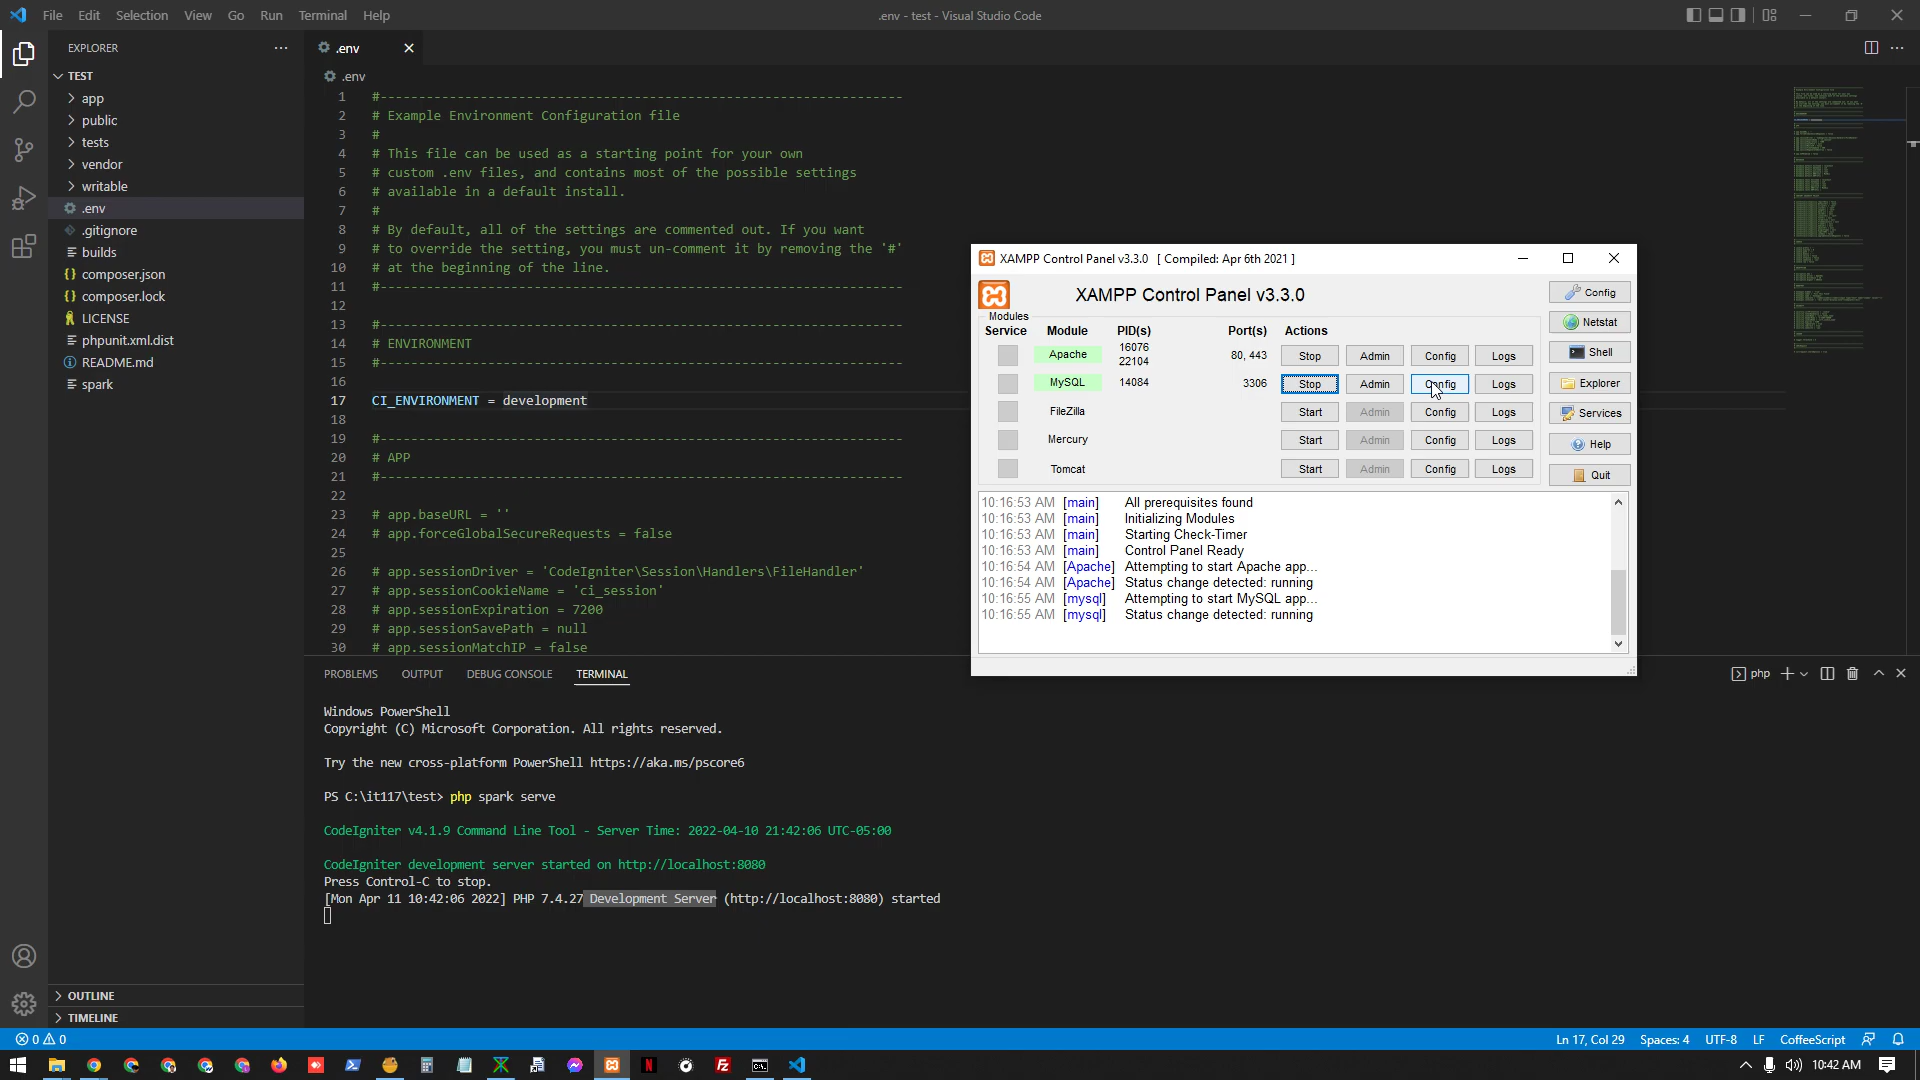 File Edit Selection View Go Run Terminal Help
.env - test - Visual Studio Code
EXPLORER
TEST
app
public
tests
vendor
writable
.env
.gitignore
builds
composer.json
composer.lock
LICENSE
phpunit.xml.dist
README.md
spark
OUTLINE
TIMELINE
.env
.env
1 #--------------------------------------------------------------------
2 # Example Environment Configuration file
3 #
4 # This file can be used as a starting point for your own
5 # custom .env files, and contains most of the possible settings
6 # available in a default install.
7 #
8 # By default, all of the settings are commented out. If you want
9 # to override the setting, you must un-comment it by removing the '#'
10 # at the beginning of the line.
11 #--------------------------------------------------------------------
12
13 #--------------------------------------------------------------------
14 # ENVIRONMENT
15 #--------------------------------------------------------------------
16
17 CI_ENVIRONMENT = development
18
19 #--------------------------------------------------------------------
20 # APP
21 #--------------------------------------------------------------------
22
23 # app.baseURL = ''
24 # app.forceGlobalSecureRequests = false
25
26 # app.sessionDriver = 'CodeIgniter\Session\Handlers\FileHandler'
27 # app.sessionCookieName = 'ci_session'
28 # app.sessionExpiration = 7200
29 # app.sessionSavePath = null
30 # app.sessionMatchIP = false
XAMPP Control Panel v3.3.0 [ Compiled: Apr 6th 2021 ]
XAMPP Control Panel v3.3.0
Modules
Service Module PID(s) Port(s) Actions
Apache 16076 22104 80, 443 Stop Admin Config Logs
MySQL 14084 3306 Stop Admin Config Logs
FileZilla Start Admin Config Logs
Mercury Start Admin Config Logs
Tomcat Start Admin Config Logs
Config
Netstat
Shell
Explorer
Services
Help
Quit
10:16:53 AM [main] All prerequisites found
10:16:53 AM [main] Initializing Modules
10:16:53 AM [main] Starting Check-Timer
10:16:53 AM [main] Control Panel Ready
10:16:54 AM [Apache] Attempting to start Apache app...
10:16:54 AM [Apache] Status change detected: running
10:16:55 AM [mysql] Attempting to start MySQL app...
10:16:55 AM [mysql] Status change detected: running
PROBLEMS OUTPUT DEBUG CONSOLE TERMINAL
php
Windows PowerShell
Copyright (C) Microsoft Corporation. All rights reserved.
Try the new cross-platform PowerShell https://aka.ms/pscore6
PS C:\it117\test> php spark serve
CodeIgniter v4.1.9 Command Line Tool - Server Time: 2022-04-10 21:42:06 UTC-05:00
CodeIgniter development server started on http://localhost:8080
Press Control-C to stop.
[Mon Apr 11 10:42:06 2022] PHP 7.4.27 Development Server (http://localhost:8080) started
0 0
Ln 17, Col 29 Spaces: 4 UTF-8 LF CoffeeScript
10:42 AM